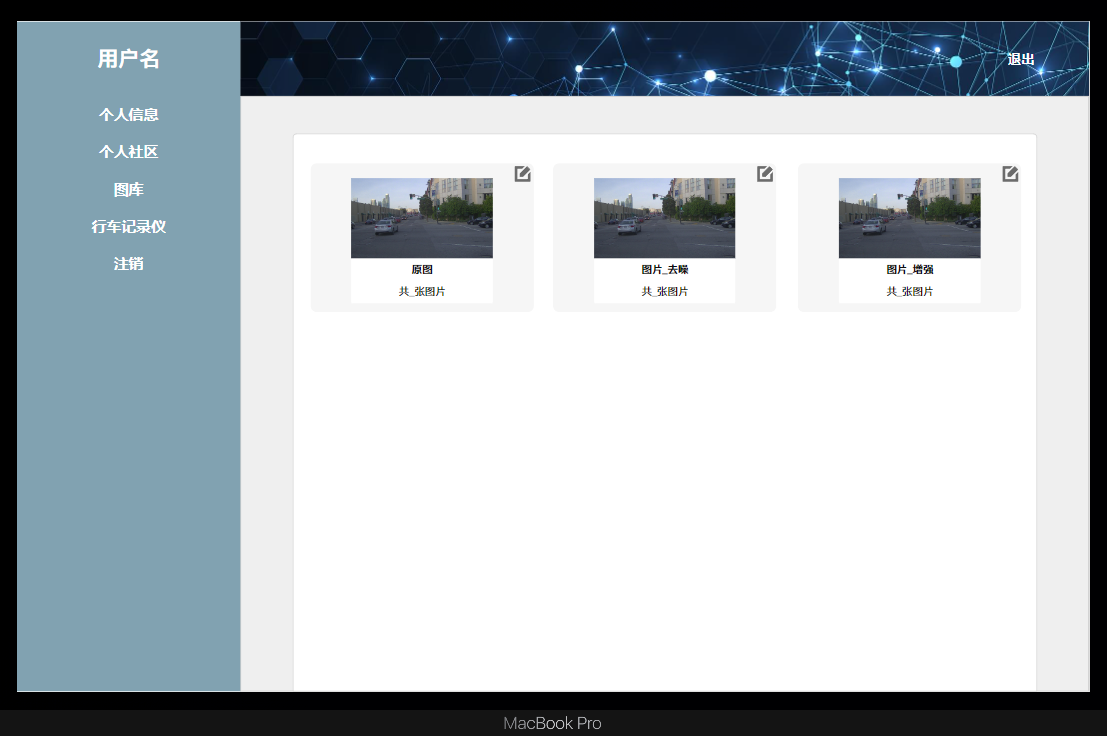 用户名
个人信息
个人社区
图库
行车记录仪
注销
退出
原图
共_张图片
图片_去噪
共_张图片
图片_增强
共_张图片
MacBook Pro